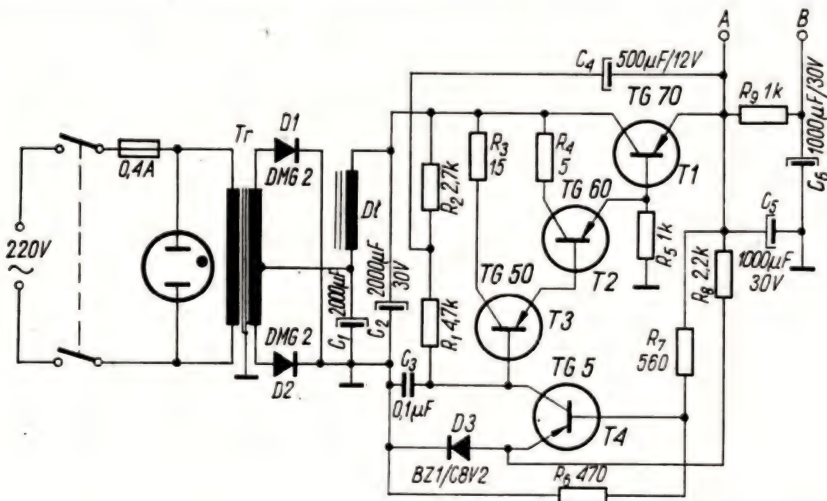 A
B
C4
500μF/12V
TG 70
R9 1k
1000μF/30V
C6
Tr
D1
DMG 2
0,4A
220V
~
Dł
R2 2,7k
R3
15
R4
5
TG 60
T1
R5 1k
C5
1000μF
30V
R8 2,2k
T2
C1
2000μF
C2
2000μF
30V
TG 50
T3
R1 4,7k
R7
560
DMG 2
D2
C3
0,1μF
TG 5
T4
D3
BZ1/C8V2
R6 470